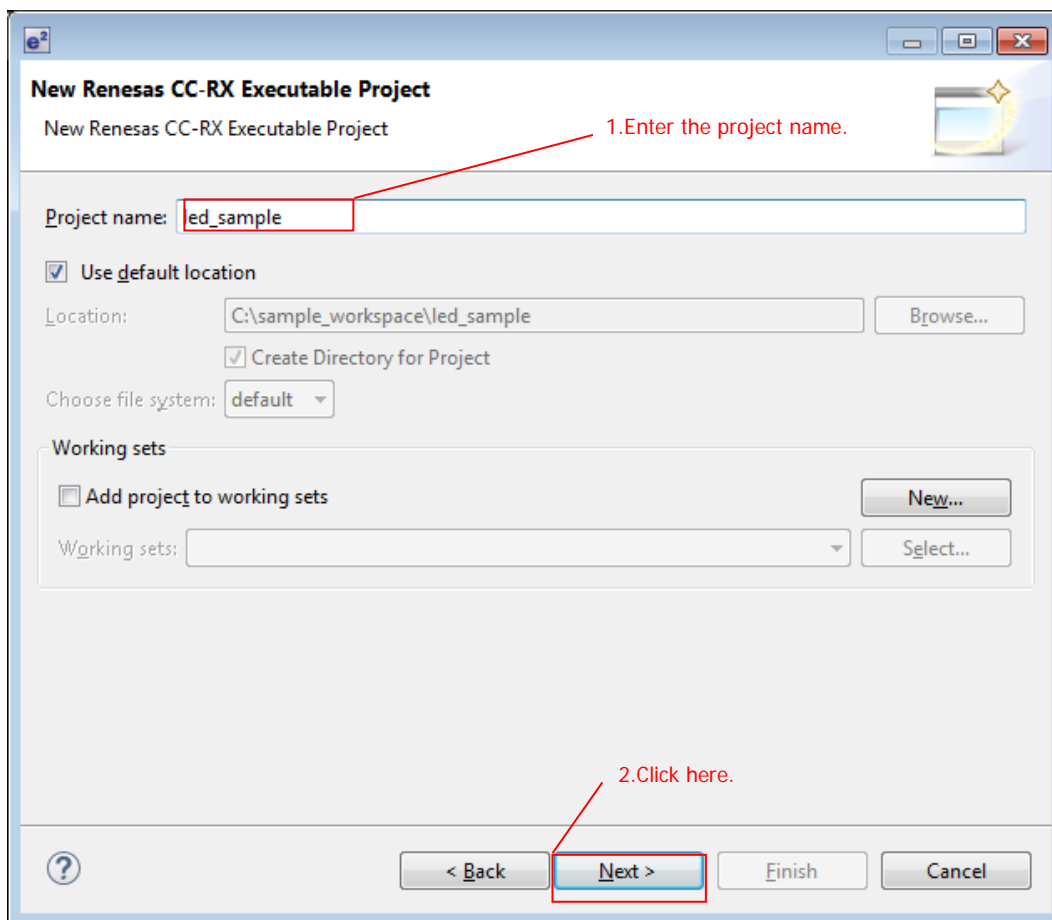 e²
New Renesas CC-RX Executable Project
New Renesas CC-RX Executable Project
1.Enter the project name.
Project name: led_sample
Use default location
Location: C:\sample_workspace\led_sample Browse...
Create Directory for Project
Choose file system: default
Working sets
Add project to working sets New...
Working sets: Select...
2.Click here.
? < Back Next > Finish Cancel